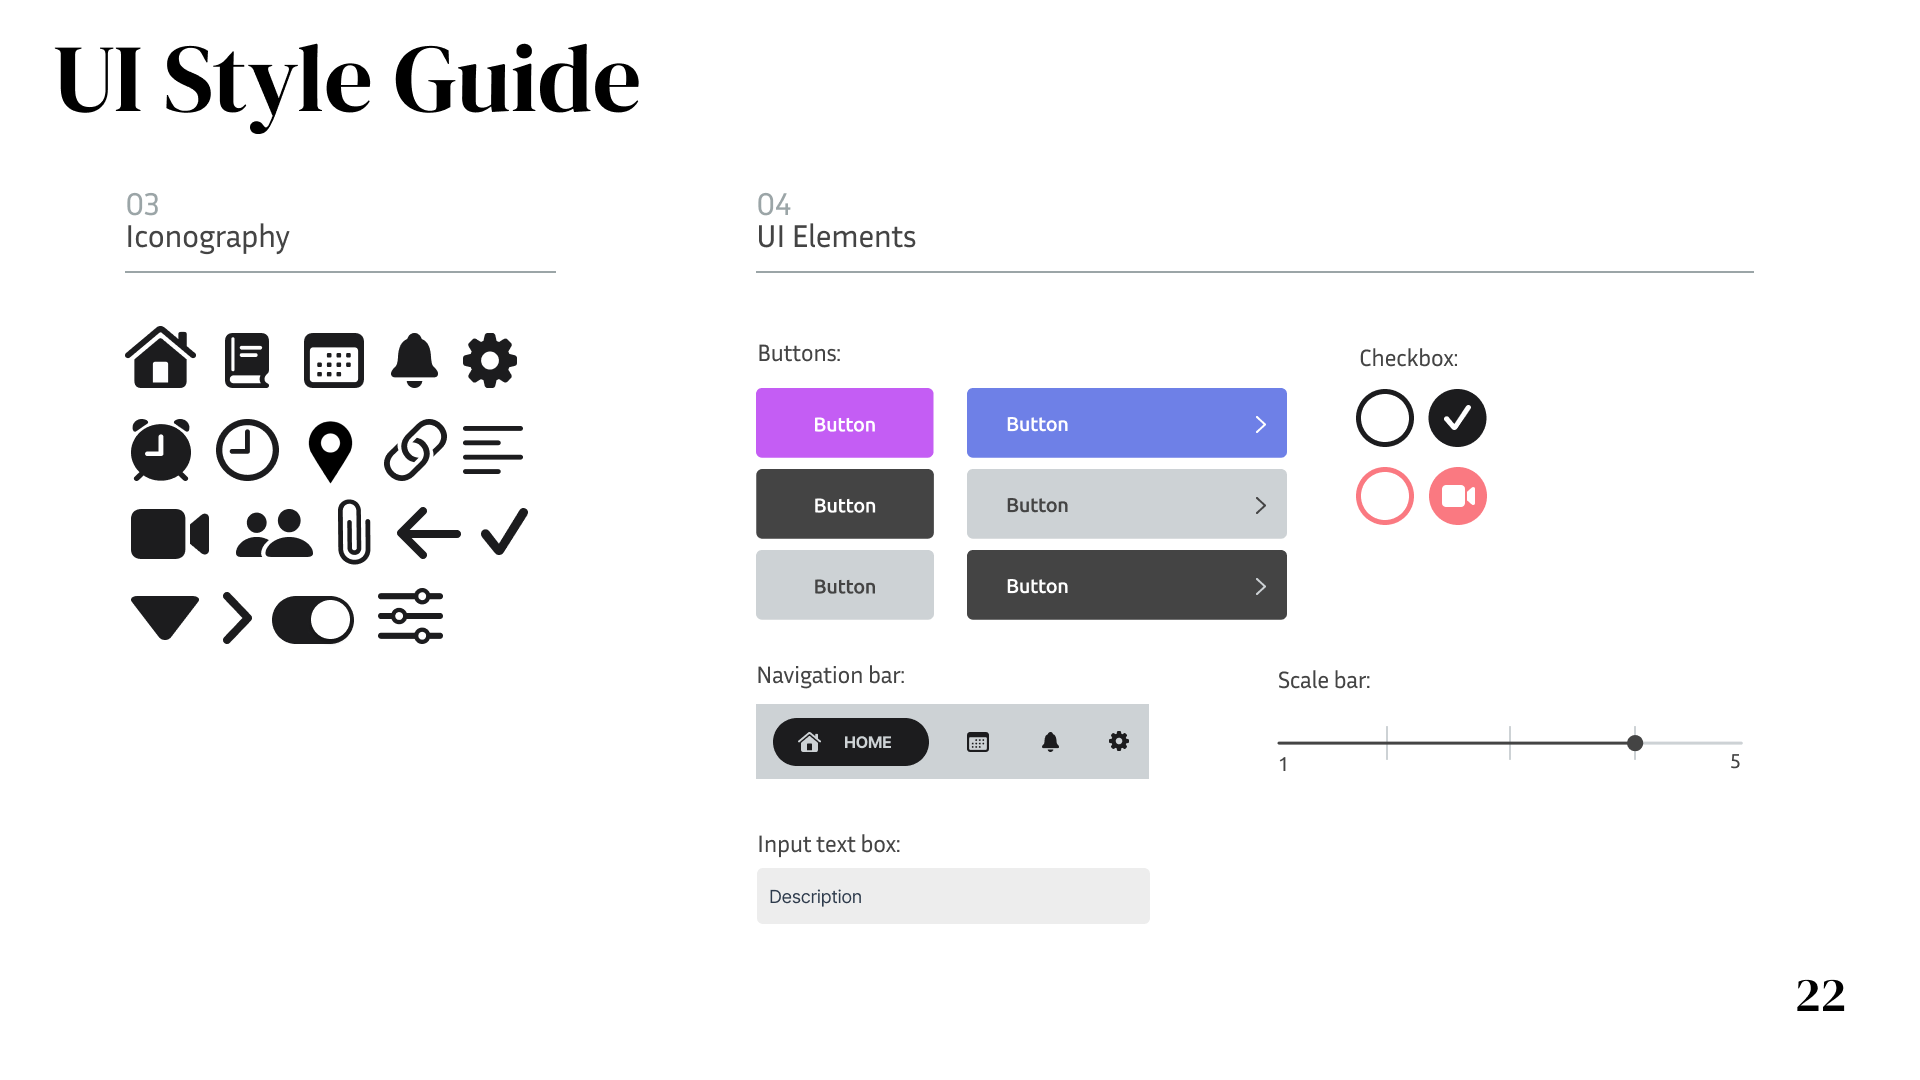 UI Style Guide
03
Iconography
04
UI Elements
Buttons:
Button
Button
Button
Button
Button
Button
Checkbox:
Navigation bar:
HOME
Scale bar:
1
5
Input text box:
Description
22